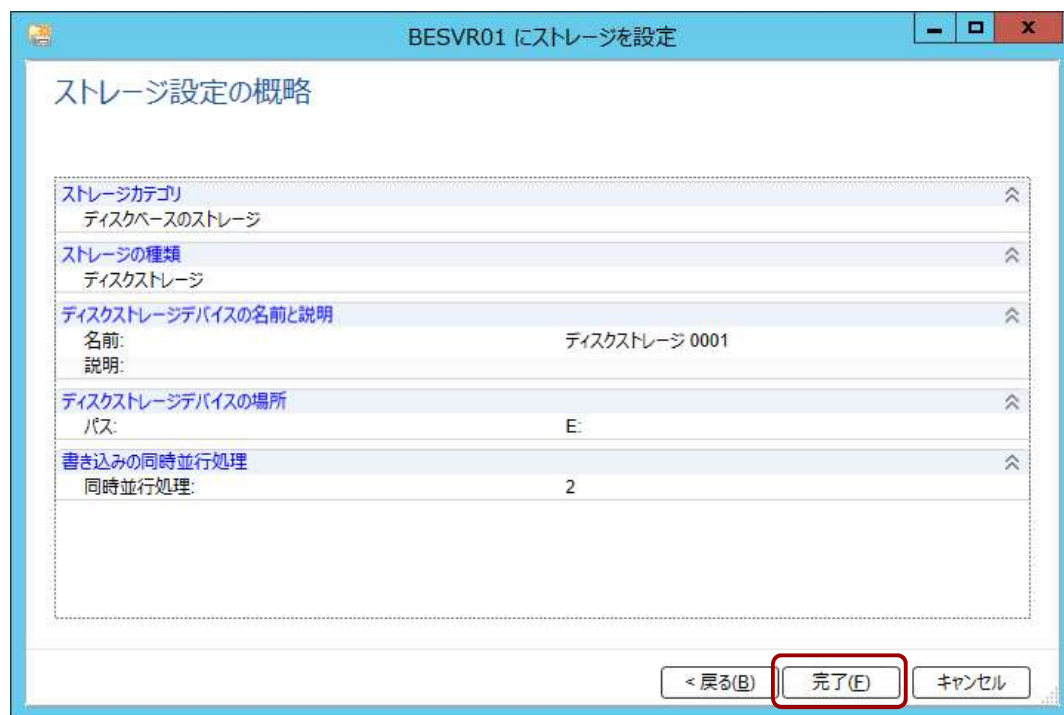 BESVR01 にストレージを設定
ストレージ設定の概略
ストレージカテゴリ
ディスクベースのストレージ
ストレージの種類
ディスクストレージ
ディスクストレージデバイスの名前と説明
名前: ディスクストレージ 0001
説明:
ディスクストレージデバイスの場所
パス: E:
書き込みの同時並行処理
同時並行処理: 2
< 戻る(B) 完了(F) キャンセル